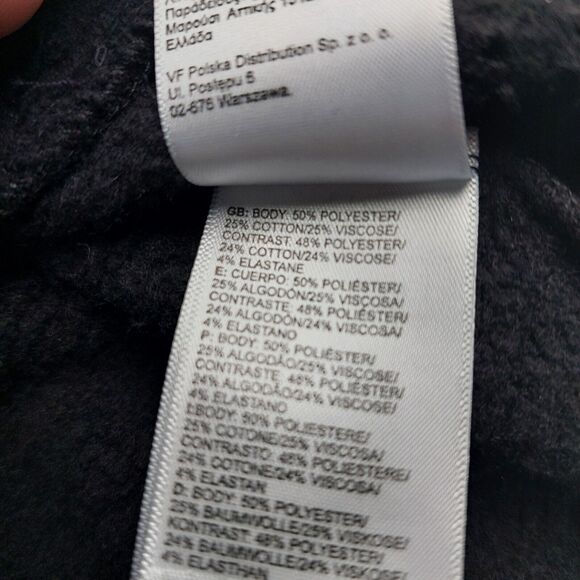 Μαρούσι Αττικής
Ελλάδα
VF Polska Distribution Sp. z o. o.
Ul. Postępu 5
02-676 Warszawa
GB: BODY: 50% POLYESTER/
25% COTTON/25% VISCOSE/
CONTRAST: 48% POLYESTER/
24% COTTON/24% VISCOSE/
4% ELASTANE
E: CUERPO: 50% POLIÉSTER/
25% ALGODÓN/25% VISCOSA/
CONTRASTE: 48% POLIÉSTER/
24% ALGODÓN/24% VISCOSA/
4% ELASTANO
P: BODY: 50% POLIÉSTER/
25% ALGODÃO/25% VISCOSE/
CONTRASTE: 48% POLIÉSTER/
24% ALGODÃO/24% VISCOSE/
4% ELASTANO
I:BODY: 50% POLIESTERE/
25% COTONE/25% VISCOSA/
CONTRASTO: 48% POLIESTERE/
24% COTONE/24% VISCOSA/
4% ELASTAN
D: BODY: 50% POLYESTER/
25% BAUMWOLLE/25% VISKOSE/
KONTRAST: 48% POLYESTER/
24% BAUMWOLLE/24% VISKOSE/
4% ELASTHAN